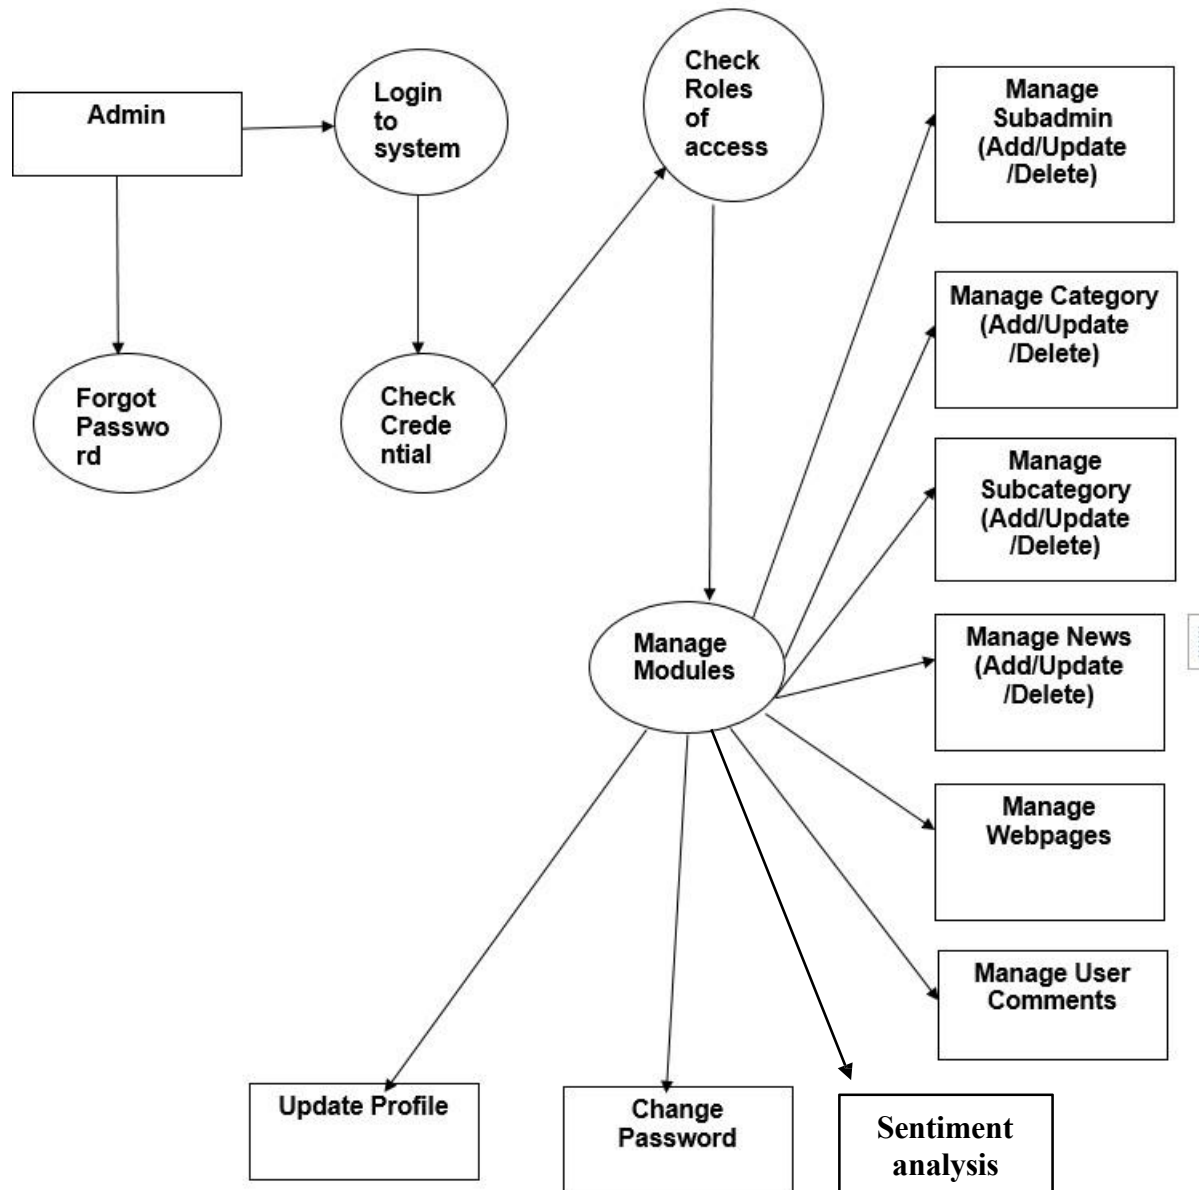 Admin
Login
to
system
Check
Roles
of
access
Manage
Subadmin
(Add/Update
/Delete)
Manage Category
(Add/Update
/Delete)
Forgot
Passwo
rd
Check
Crede
ntial
Manage
Subcategory
(Add/Update
/Delete)
Manage
Modules
Manage News
(Add/Update
/Delete)
Manage
Webpages
Manage User
Comments
Update Profile
Change
Password
Sentiment
analysis